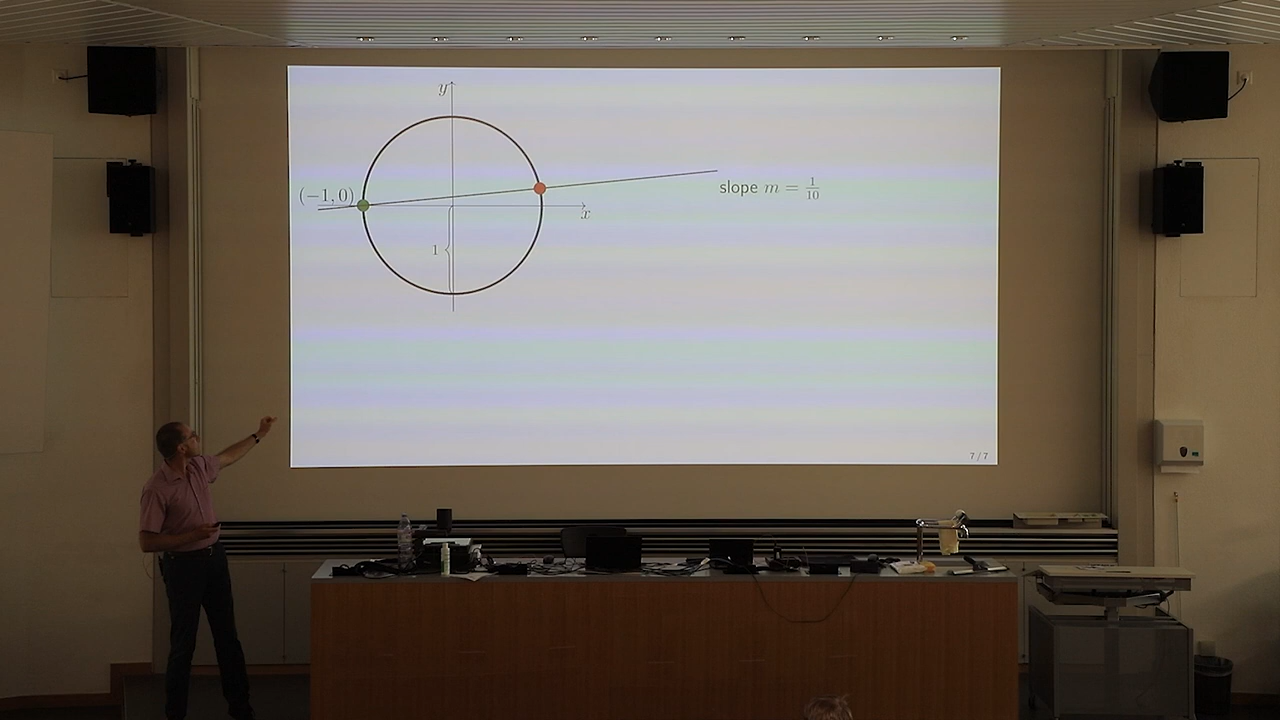 y
(−1, 0)
slope m = 1/10
x
1
7 / 7